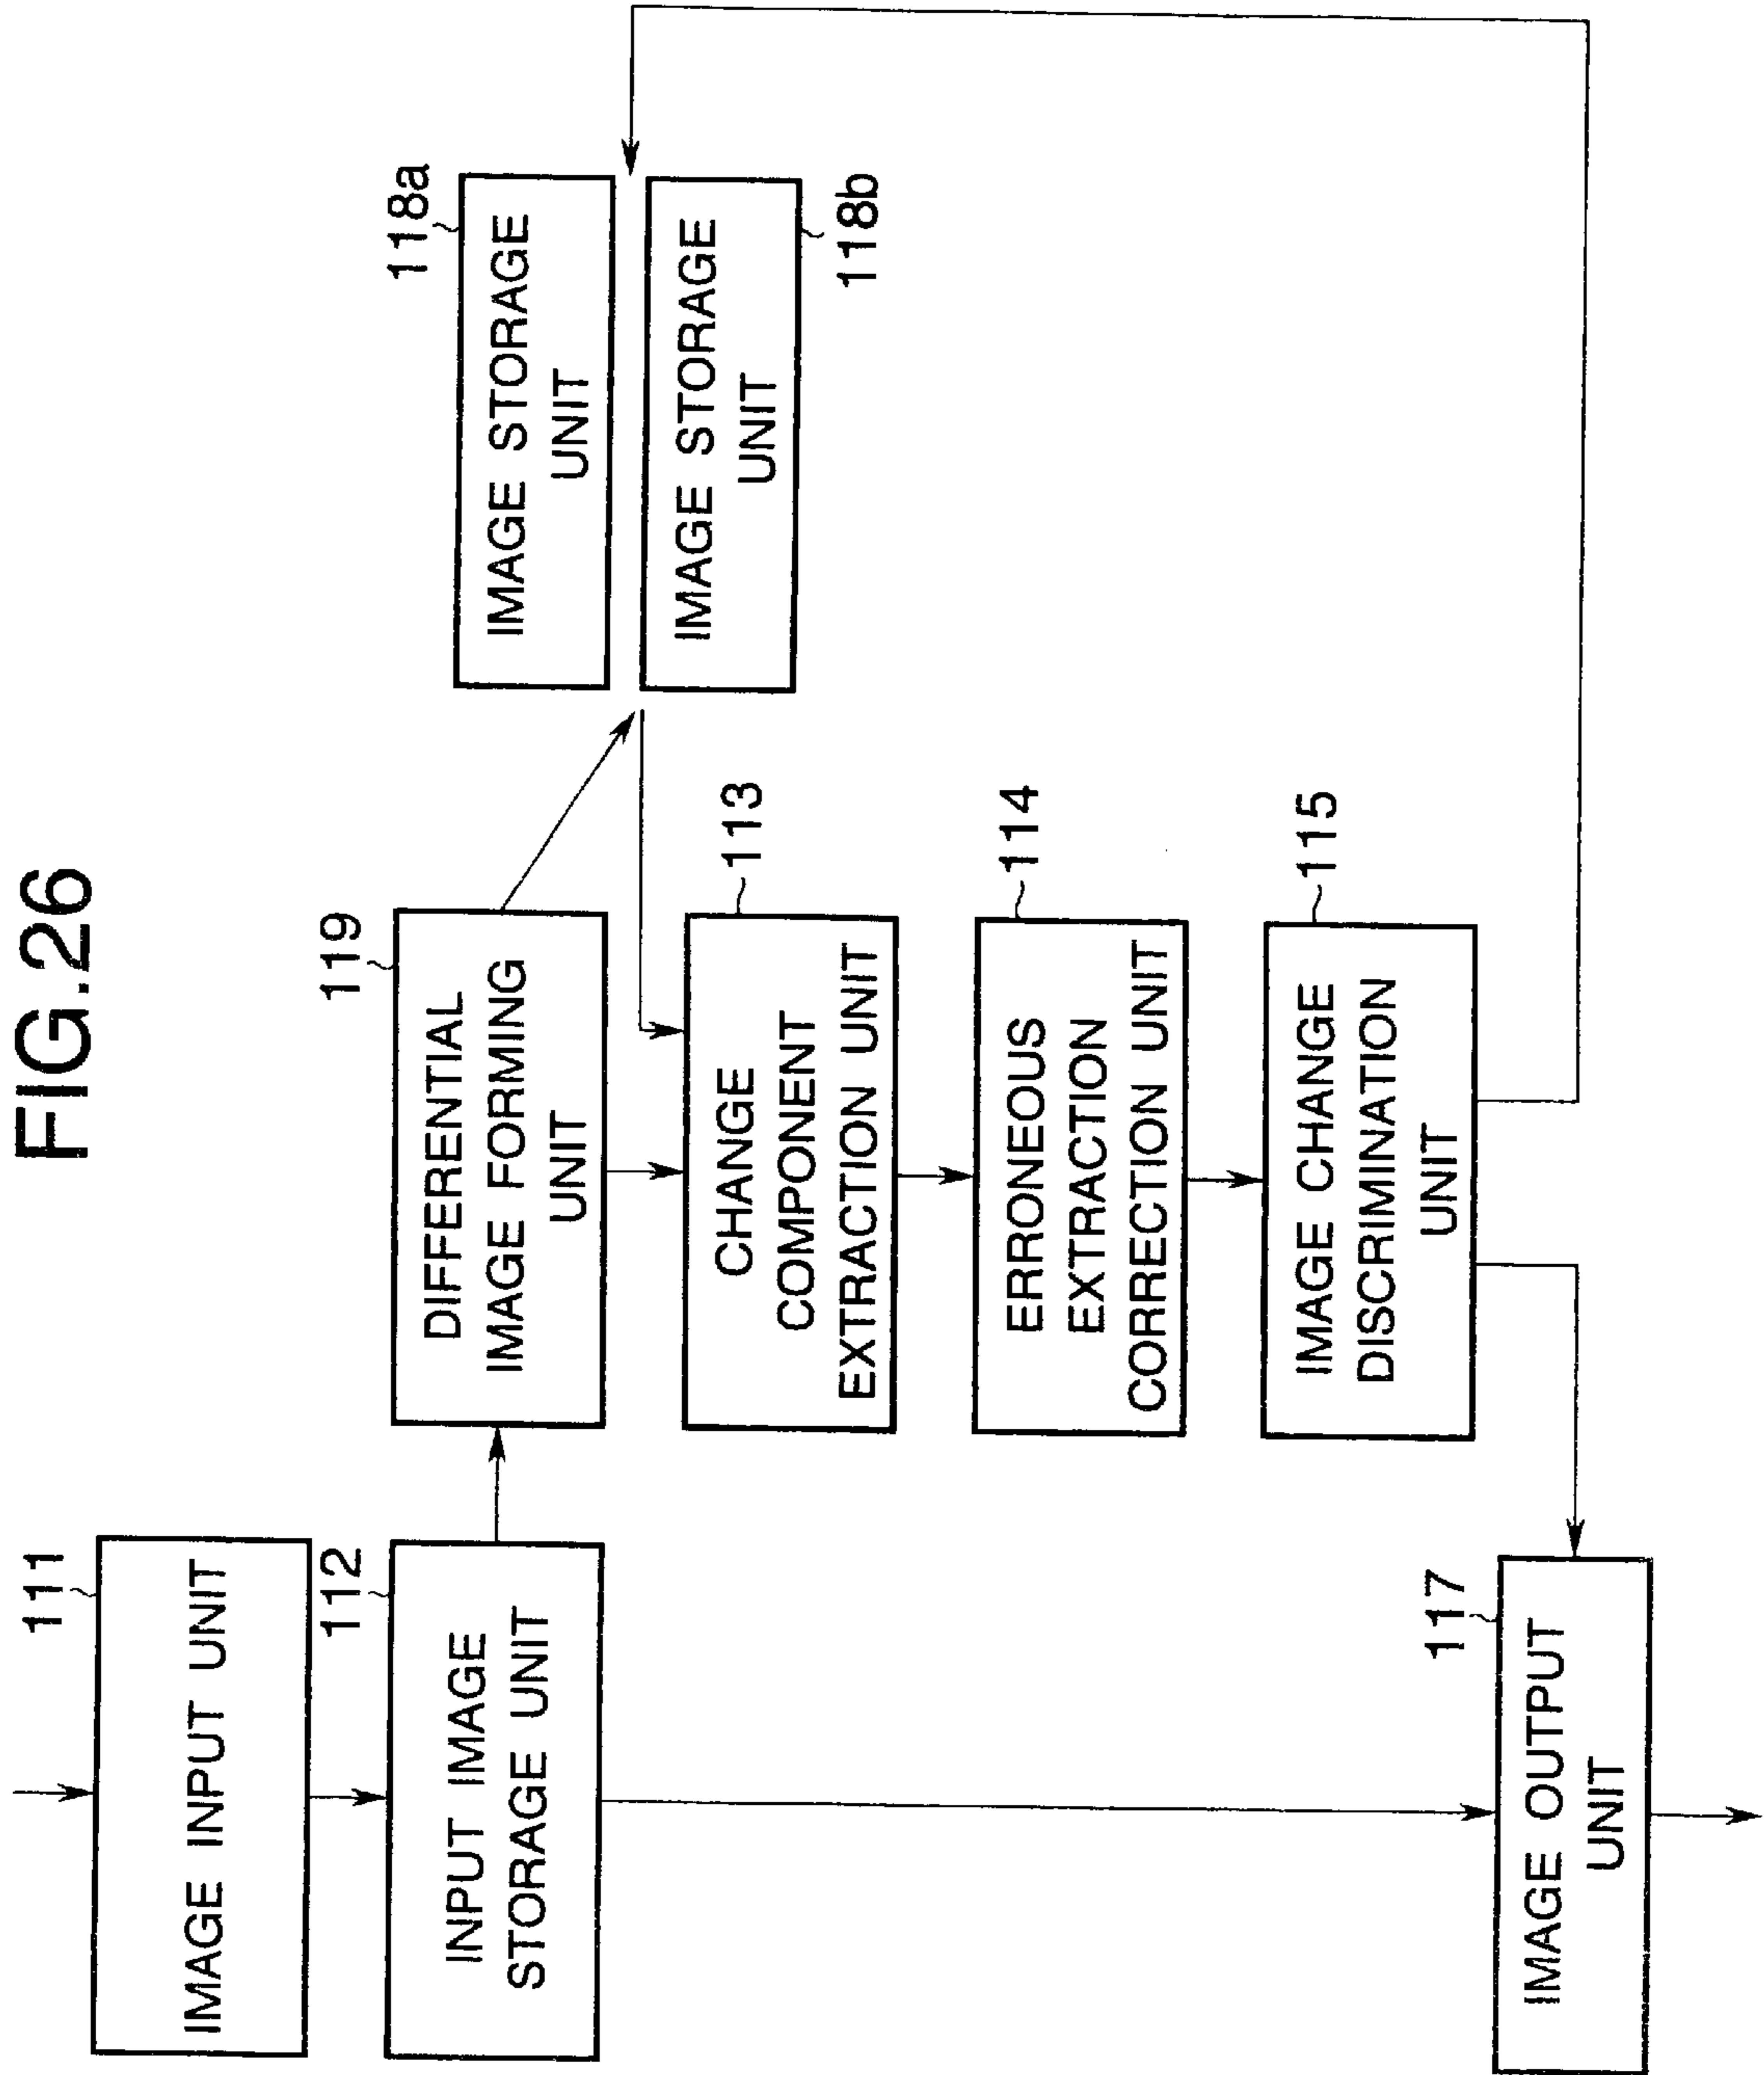 FIG.26
111
IMAGE INPUT UNIT
112
INPUT IMAGE
STORAGE UNIT
119
DIFFERENTIAL
IMAGE FORMING
UNIT
118a
IMAGE STORAGE
UNIT
IMAGE STORAGE
UNIT
118b
113
CHANGE
COMPONENT
EXTRACTION UNIT
114
ERRONEOUS
EXTRACTION
CORRECTION UNIT
115
IMAGE CHANGE
DISCRIMINATION
UNIT
117
IMAGE OUTPUT
UNIT